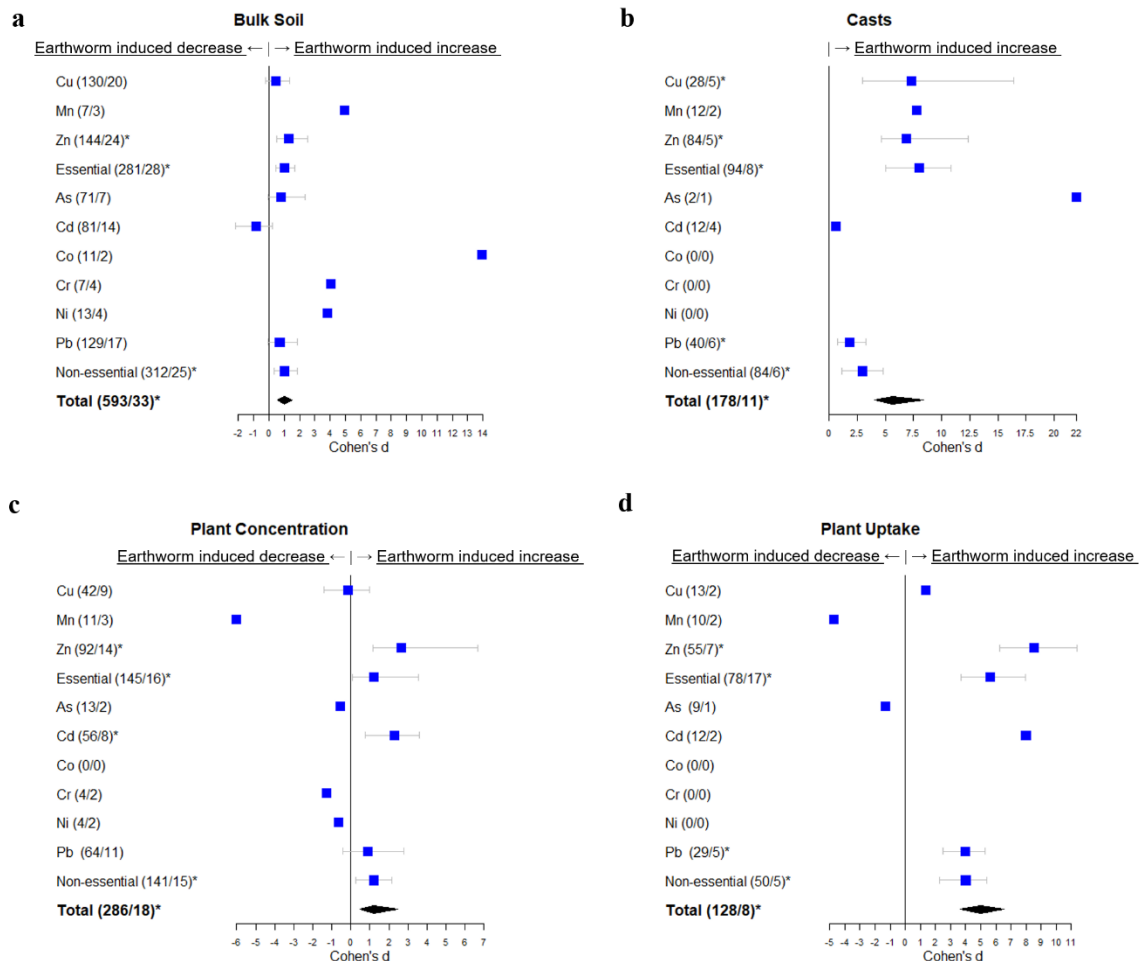 a
Bulk Soil
Earthworm induced decrease ← | → Earthworm induced increase
Cu (130/20)
Mn (7/3)
Zn (144/24)*
Essential (281/28)*
As (71/7)
Cd (81/14)
Co (11/2)
Cr (7/4)
Ni (13/4)
Pb (129/17)
Non-essential (312/25)*
Total (593/33)*
-2 -1 0 1 2 3 4 5 6 7 8 9 10 11 12 13 14
Cohen's d
b
Casts
| → Earthworm induced increase
Cu (28/5)*
Mn (12/2)
Zn (84/5)*
Essential (94/8)*
As (2/1)
Cd (12/4)
Co (0/0)
Cr (0/0)
Ni (0/0)
Pb (40/6)*
Non-essential (84/6)*
Total (178/11)*
0 2.5 5 7.5 10 12.5 15 17.5 22
Cohen's d
c
Plant Concentration
Earthworm induced decrease ← | → Earthworm induced increase
Cu (42/9)
Mn (11/3)
Zn (92/14)*
Essential (145/16)*
As (13/2)
Cd (56/8)*
Co (0/0)
Cr (4/2)
Ni (4/2)
Pb (64/11)
Non-essential (141/15)*
Total (286/18)*
-6 -5 -4 -3 -2 -1 0 1 2 3 4 5 6 7
Cohen's d
d
Plant Uptake
Earthworm induced decrease ← | → Earthworm induced increase
Cu (13/2)
Mn (10/2)
Zn (55/7)*
Essential (78/17)*
As (9/1)
Cd (12/2)
Co (0/0)
Cr (0/0)
Ni (0/0)
Pb (29/5)*
Non-essential (50/5)*
Total (128/8)*
-5 -4 -3 -2 -1 0 1 2 3 4 5 6 7 8 9 10 11
Cohen's d